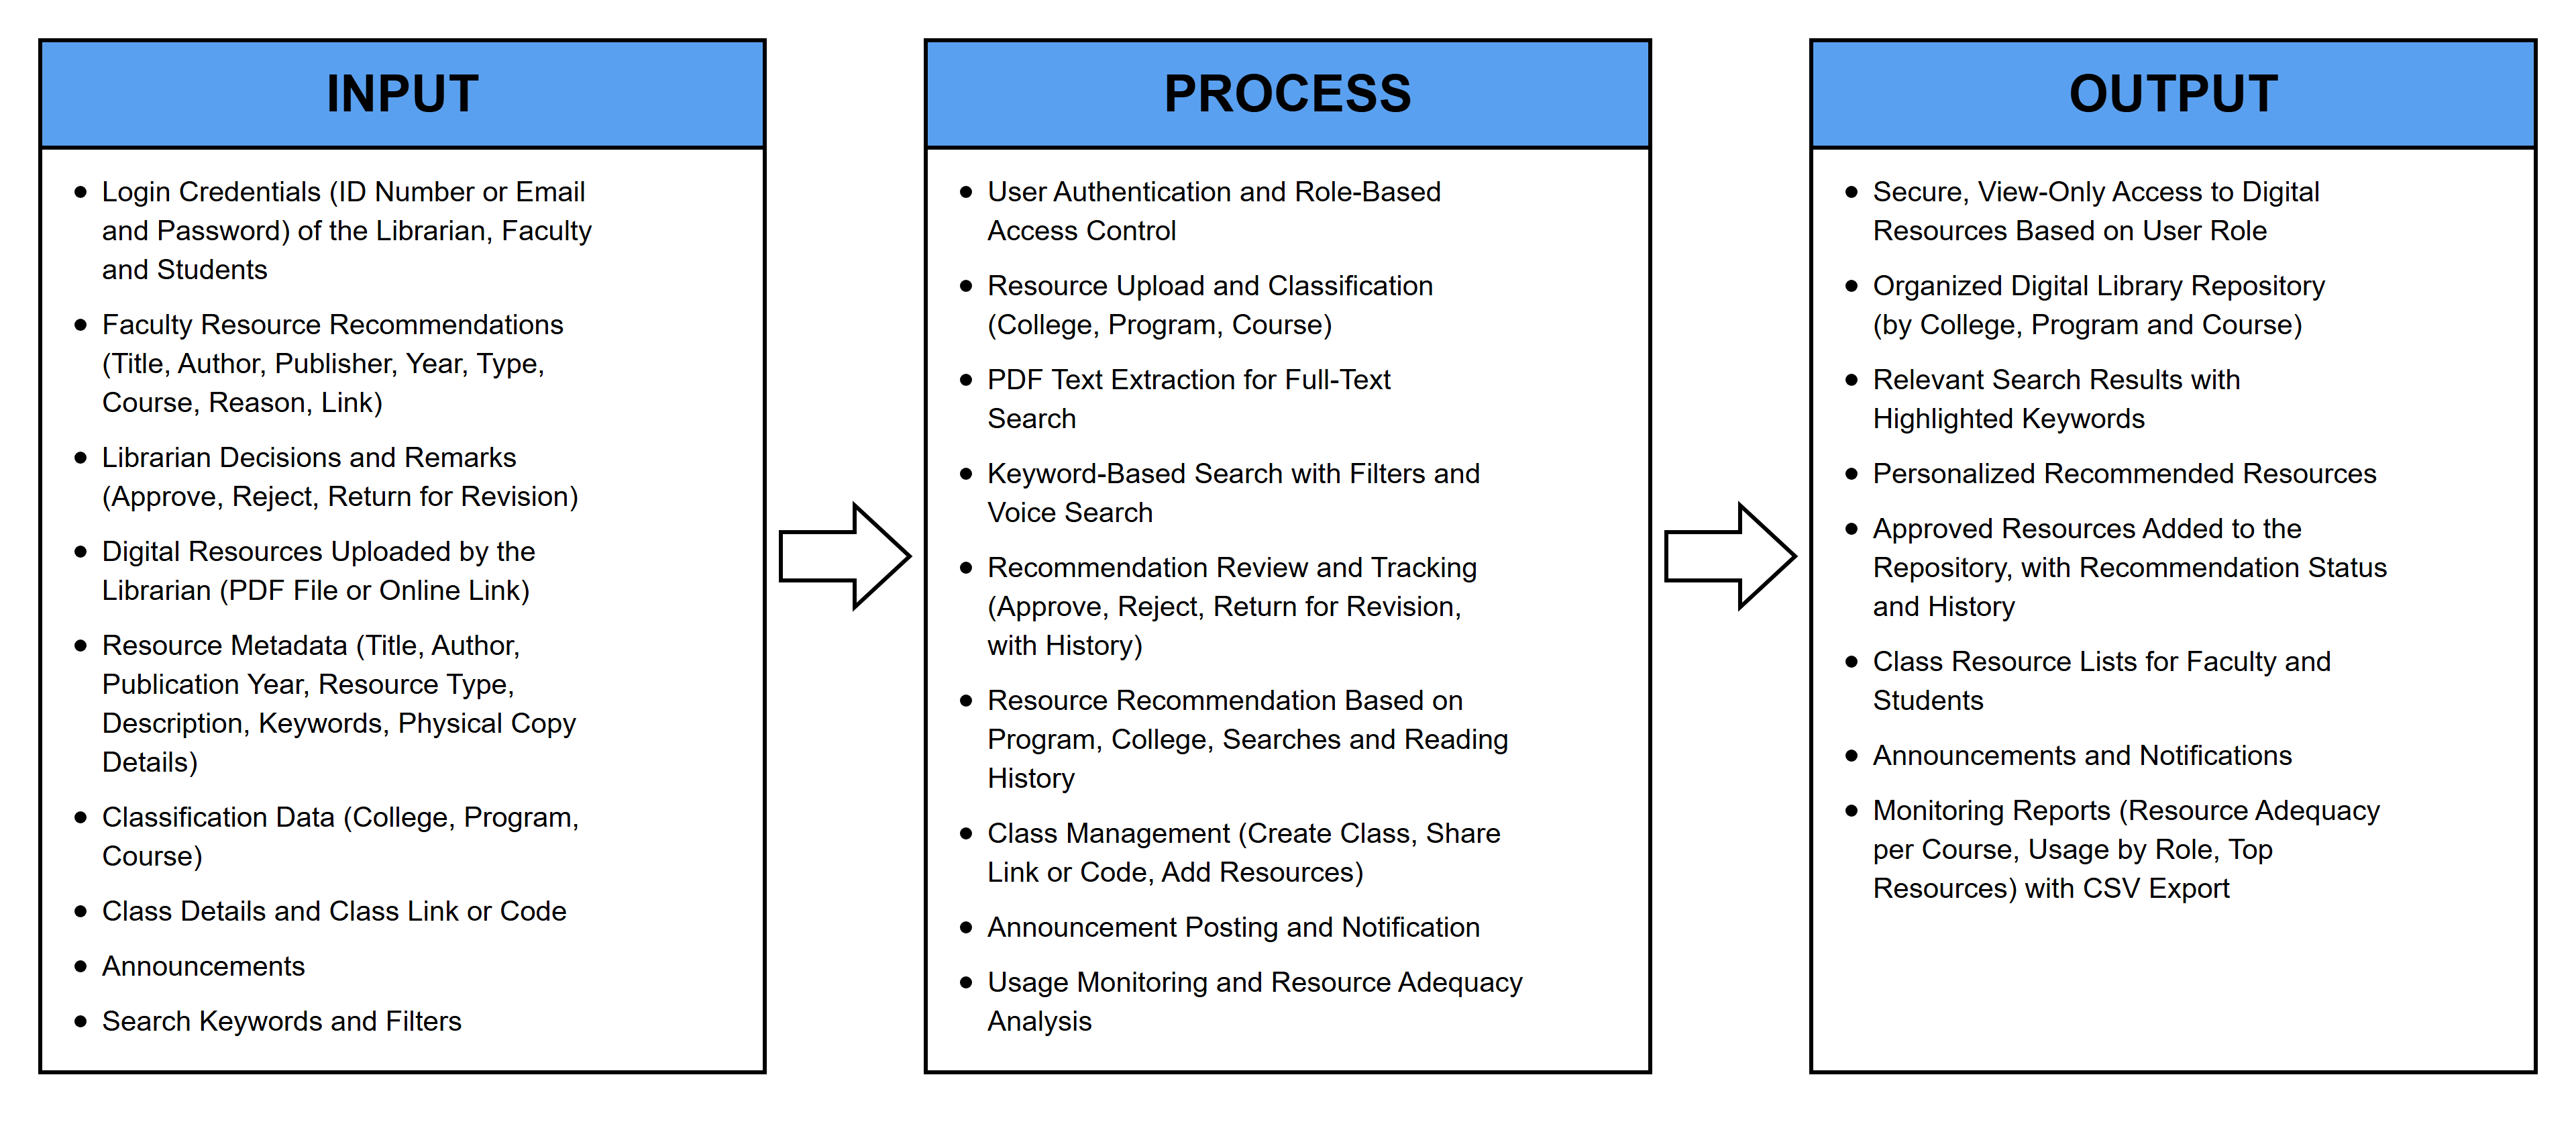 INPUT
Login Credentials (ID Number or Email
and Password) of the Librarian, Faculty
and Students
Faculty Resource Recommendations
(Title, Author, Publisher, Year, Type,
Course, Reason, Link)
Librarian Decisions and Remarks
(Approve, Reject, Return for Revision)
Digital Resources Uploaded by the
Librarian (PDF File or Online Link)
Resource Metadata (Title, Author,
Publication Year, Resource Type,
Description, Keywords, Physical Copy
Details)
Classification Data (College, Program,
Course)
Class Details and Class Link or Code
Announcements
Search Keywords and Filters
PROCESS
User Authentication and Role-Based
Access Control
Resource Upload and Classification
(College, Program, Course)
PDF Text Extraction for Full-Text
Search
Keyword-Based Search with Filters and
Voice Search
Recommendation Review and Tracking
(Approve, Reject, Return for Revision,
with History)
Resource Recommendation Based on
Program, College, Searches and Reading
History
Class Management (Create Class, Share
Link or Code, Add Resources)
Announcement Posting and Notification
Usage Monitoring and Resource Adequacy
Analysis
OUTPUT
Secure, View-Only Access to Digital
Resources Based on User Role
Organized Digital Library Repository
(by College, Program and Course)
Relevant Search Results with
Highlighted Keywords
Personalized Recommended Resources
Approved Resources Added to the
Repository, with Recommendation Status
and History
Class Resource Lists for Faculty and
Students
Announcements and Notifications
Monitoring Reports (Resource Adequacy
per Course, Usage by Role, Top
Resources) with CSV Export